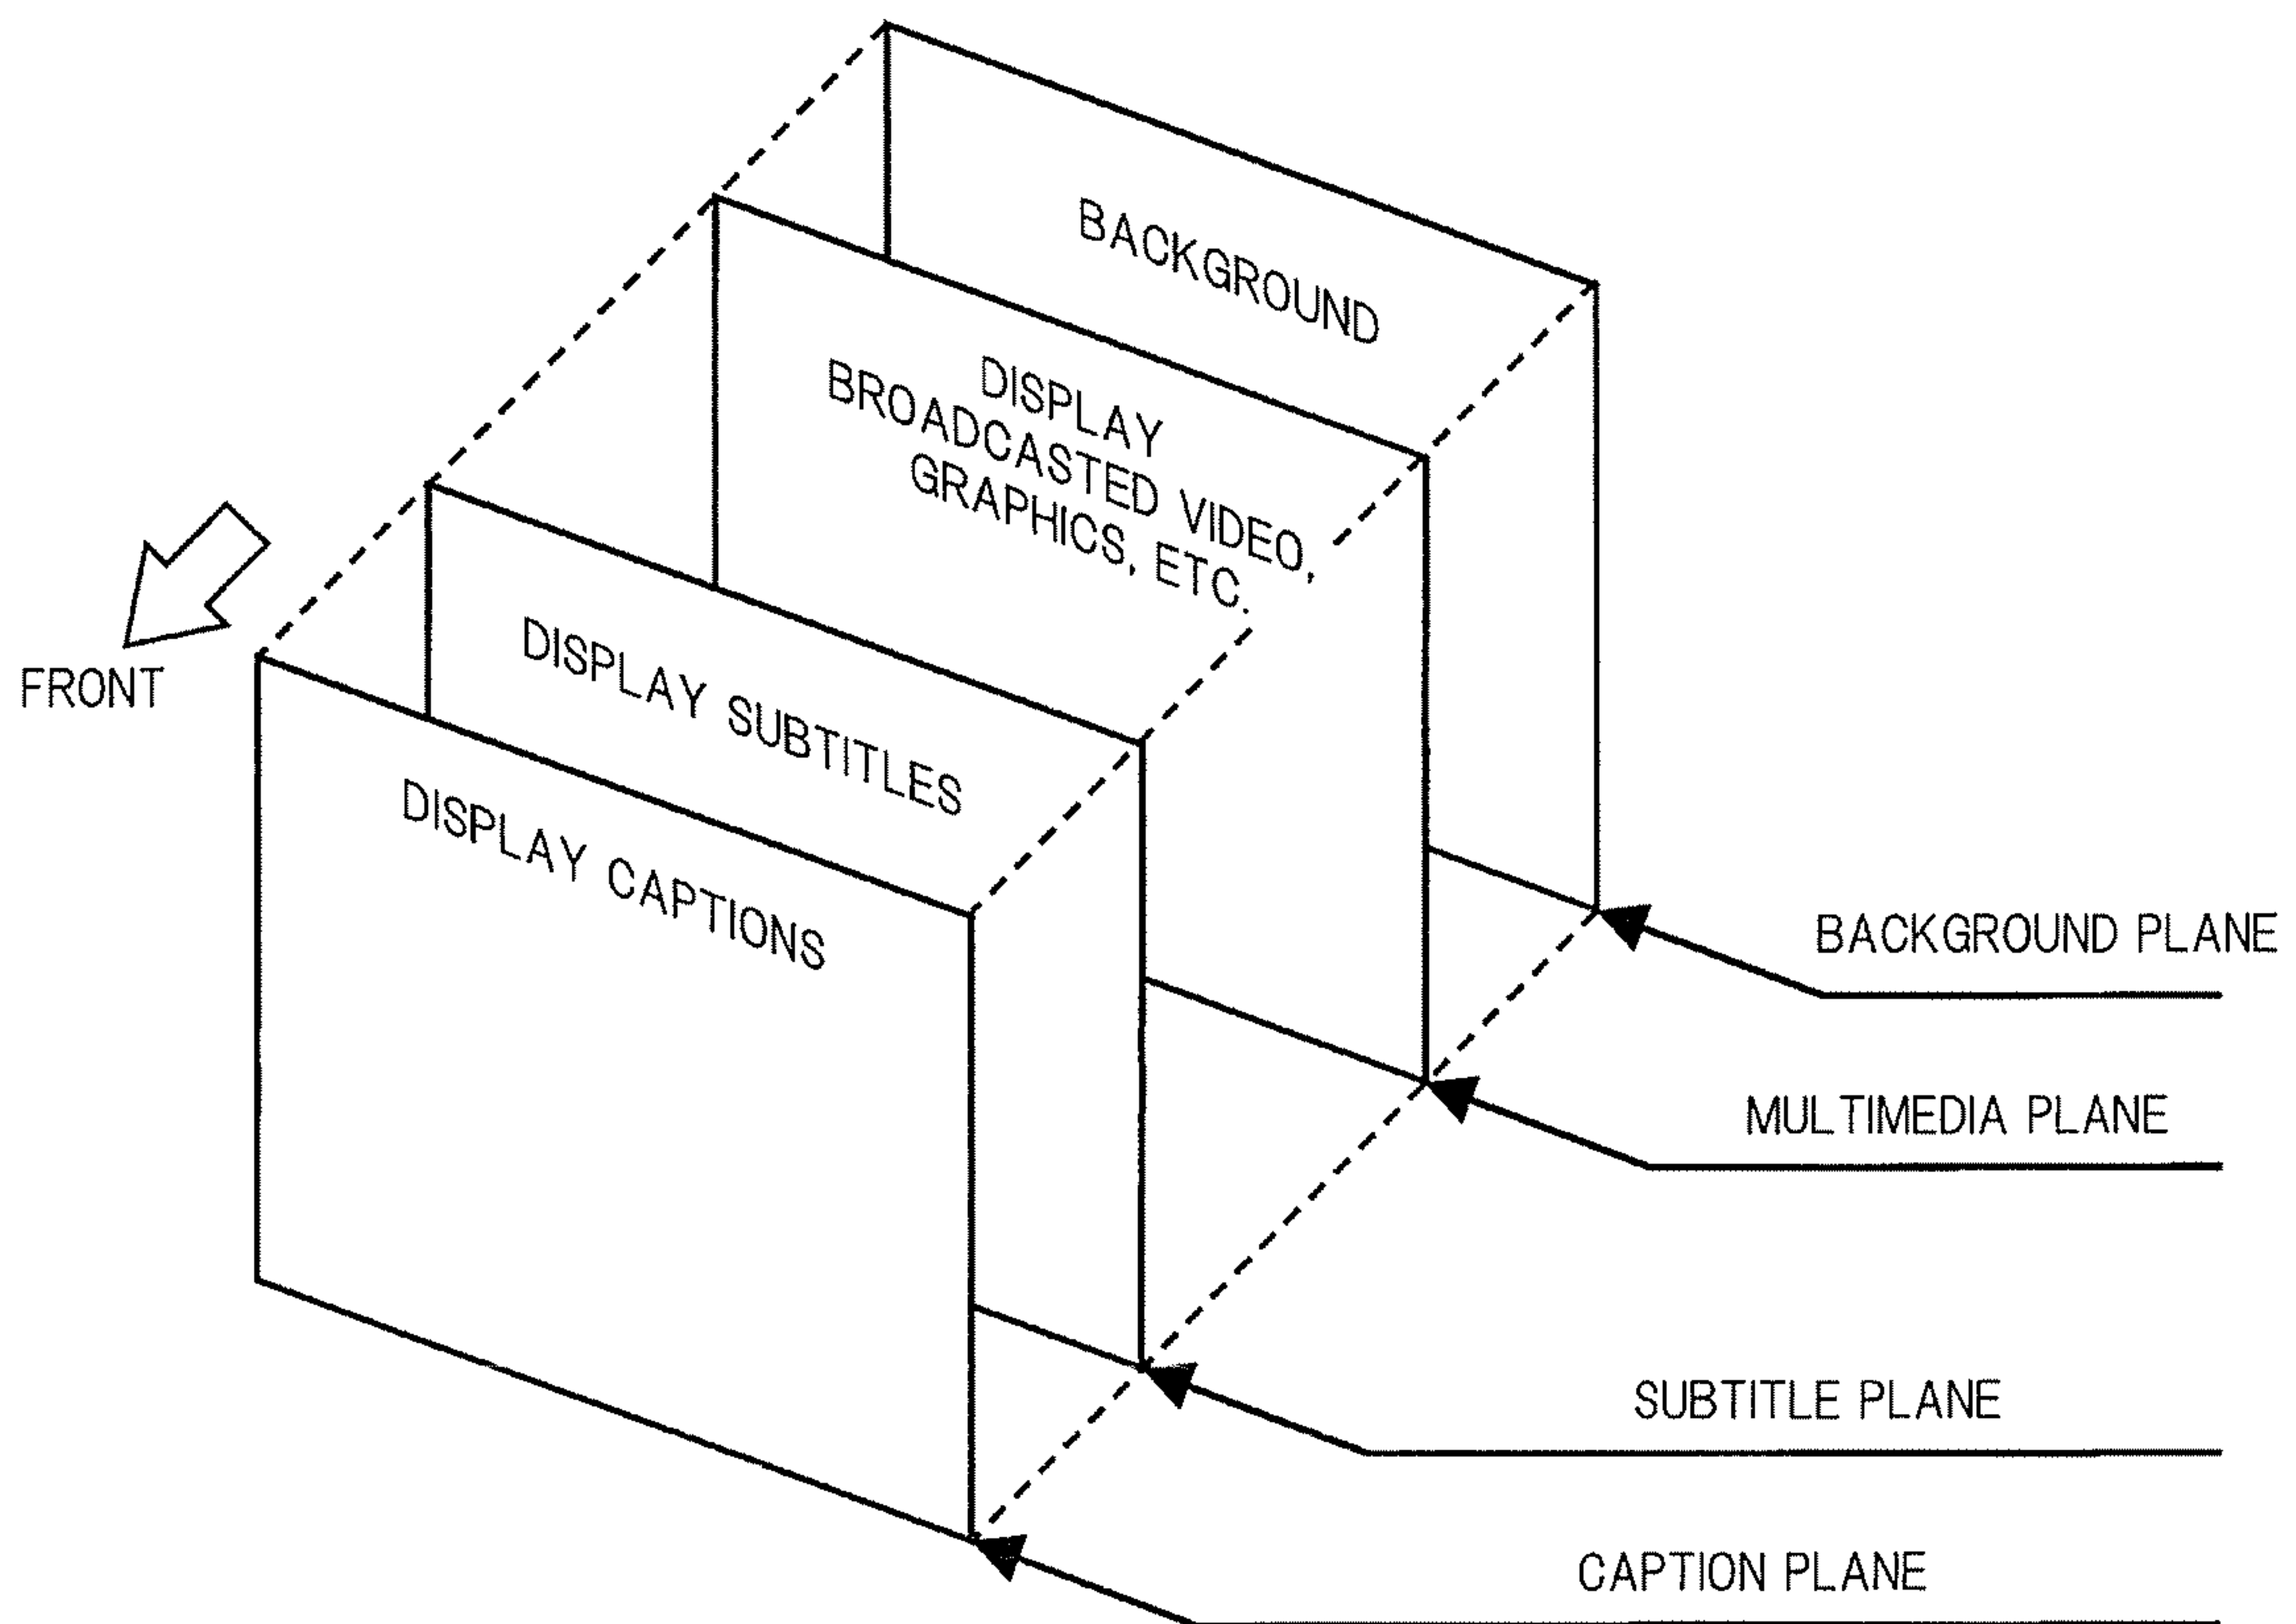 BACKGROUND
DISPLAY
BROADCASTED VIDEO,
GRAPHICS, ETC.
DISPLAY SUBTITLES
DISPLAY CAPTIONS
FRONT
BACKGROUND PLANE
MULTIMEDIA PLANE
SUBTITLE PLANE
CAPTION PLANE